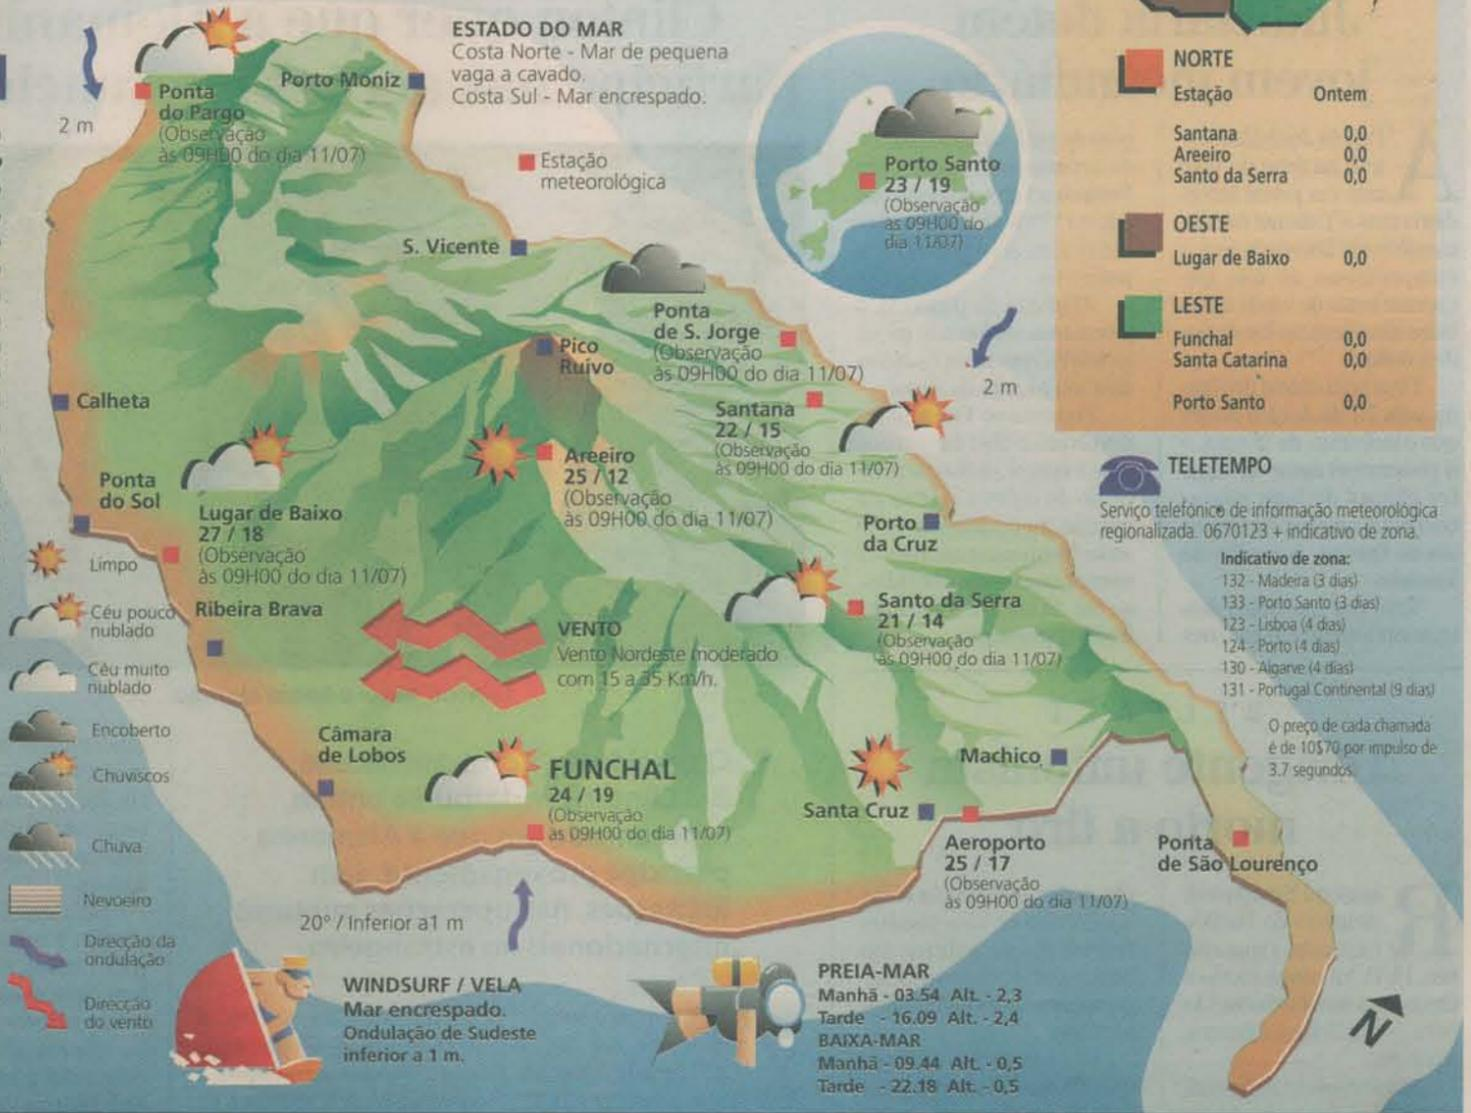 ESTADO DO MAR
Costa Norte - Mar de pequena
vaga a cavado.
Costa Sul - Mar encrespado.
2 m
Ponta
do Pargo
(Observação
às 09H00 do dia 11/07)
Porto Moniz
Estação
meteorológica
Porto Santo
23 / 19
(Observação
às 09H00 do
dia 11/07)
S. Vicente
Ponta
de S. Jorge
(Observação
às 09H00 do dia 11/07)
Pico
Ruivo
2 m
Calheta
Santana
22 / 15
(Observação
às 09H00 do dia 11/07)
Areeiro
25 / 12
(Observação
às 09H00 do dia 11/07)
Ponta
do Sol
Lugar de Baixo
27 / 18
(Observação
às 09H00 do dia 11/07)
Porto
da Cruz
Ribeira Brava
Santo da Serra
21 / 14
(Observação
às 09H00 do dia 11/07)
VENTO
Vento Nordeste moderado
com 15 a 35 Km/h.
Câmara
de Lobos
FUNCHAL
24 / 19
(Observação
às 09H00 do dia 11/07)
Machico
Santa Cruz
Aeroporto
25 / 17
(Observação
às 09H00 do dia 11/07)
Ponta
de São Lourenço
20° / Inferior a1 m
Limpo
Céu pouco
nublado
Céu muito
nublado
Encoberto
Chuviscos
Chuva
Nevoeiro
Direcção da
ondulação
Direcção
do vento
WINDSURF / VELA
Mar encrespado.
Ondulação de Sudeste
inferior a 1 m.
PREIA-MAR
Manhã - 03.54 Alt. - 2,3
Tarde - 16.09 Alt. - 2,4
BAIXA-MAR
Manhã - 09.44 Alt. - 0,5
Tarde - 22.18 Alt. - 0,5
N
NORTE
Estação Ontem
Santana 0,0
Areeiro 0,0
Santo da Serra 0,0
OESTE
Lugar de Baixo 0,0
LESTE
Funchal 0,0
Santa Catarina 0,0
Porto Santo 0,0
TELETEMPO
Serviço telefónico de informação meteorológica
regionalizada. 0670123 + indicativo de zona.
Indicativo de zona:
132 - Madeira (3 dias)
133 - Porto Santo (3 dias)
123 - Lisboa (4 dias)
124 - Porto (4 dias)
130 - Algarve (4 dias)
131 - Portugal Continental (9 dias)
O preço de cada chamada
é de 10$70 por impulso de
3.7 segundos.